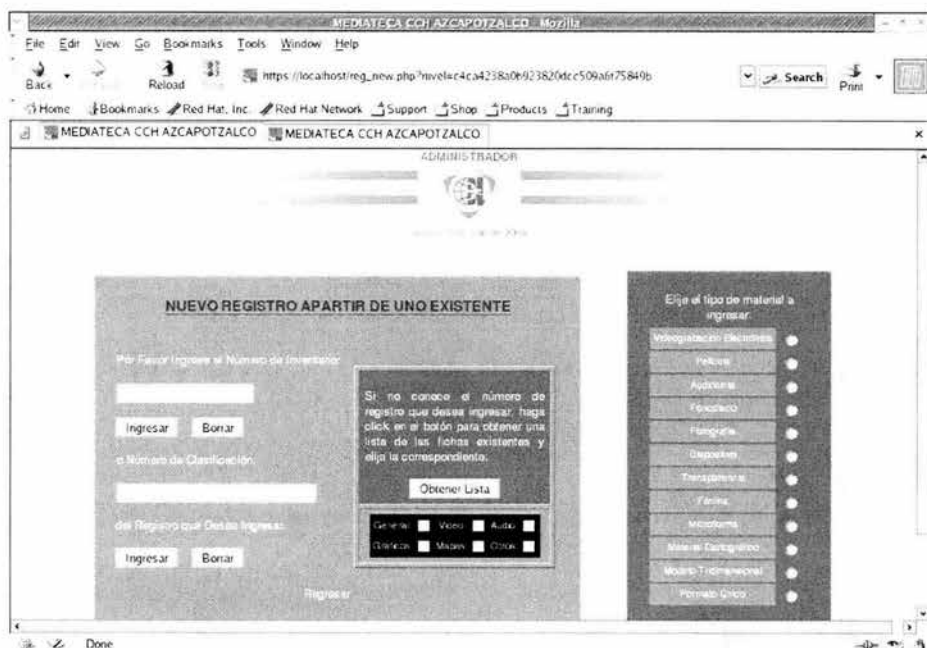 MEDIATECA CCH AZCAPOTZALCO - Mozilla
File Edit View Go Bookmarks Tools Window Help
Back Reload https://localhost/reg_new.php?nivel=c4ca4238a0b923820dcc509a6f75849b Search Print
Home Bookmarks Red Hat, Inc. Red Hat Network Support Shop Products Training
MEDIATECA CCH AZCAPOTZALCO MEDIATECA CCH AZCAPOTZALCO
ADMINISTRADOR
NUEVO REGISTRO APARTIR DE UNO EXISTENTE
Por Favor Ingrese el Número de Inventario:
Ingresar Borrar
o Número de Clasificación:
del Registro que Desea Ingresar
Ingresar Borrar
Si no conoce el número de
registro que desea ingresar, haga
click en el botón para obtener una
lista de las fichas existentes y
elija la correspondiente:
Obtener Lista
General Video Audio
Gráficos Mapas Otros
Regresar
Elije el tipo de material a
ingresar:
Videograbación Electrónica
Película
Audiocinta
Fonodisco
Fotografía
Diapositiva
Transparencia
Lámina
Microforma
Material Cartográfico
Modelo Tridimensional
Formato Único
Done